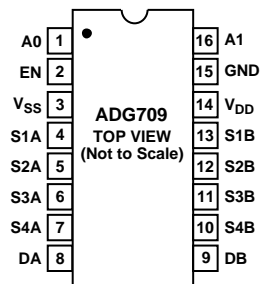 A0 1 16 A1
EN 2 15 GND
VSS 3 14 VDD
ADG709
S1A 4 TOP VIEW 13 S1B
(Not to Scale)
S2A 5 12 S2B
S3A 6 11 S3B
S4A 7 10 S4B
DA 8 9 DB